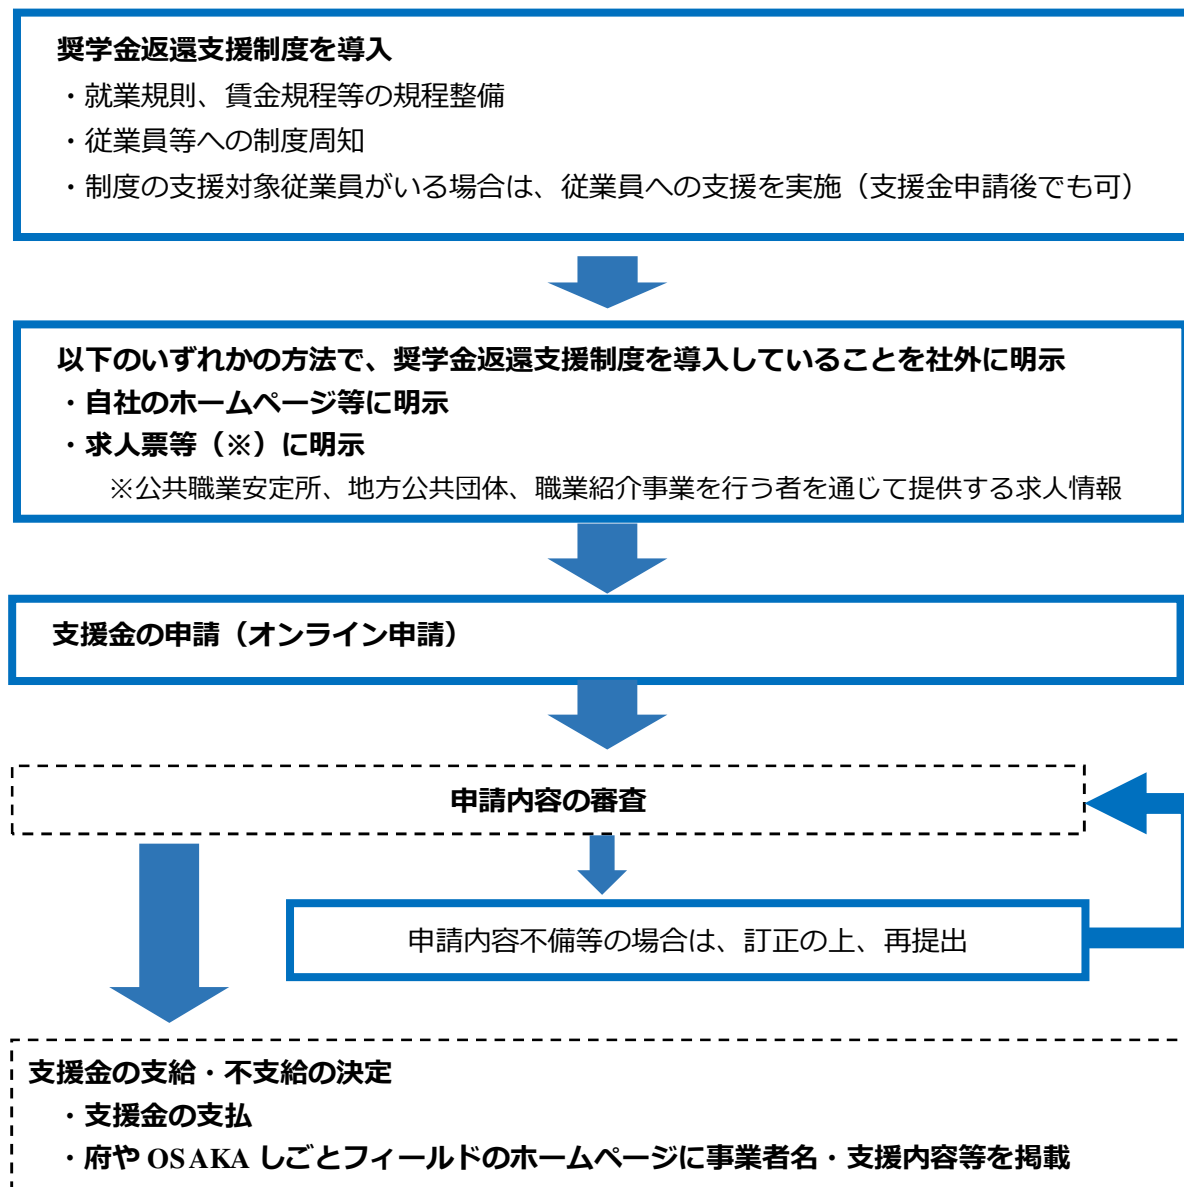 奨学金返還支援制度を導入
・就業規則、賃金規程等の規程整備
・従業員等への制度周知
・制度の支援対象従業員がいる場合は、従業員への支援を実施（支援金申請後でも可）
以下のいずれかの方法で、奨学金返還支援制度を導入していることを社外に明示
・自社のホームページ等に明示
・求人票等（※）に明示
※公共職業安定所、地方公共団体、職業紹介事業を行う者を通じて提供する求人情報
支援金の申請（オンライン申請）
申請内容の審査
申請内容不備等の場合は、訂正の上、再提出
支援金の支給・不支給の決定
・支援金の支払
・府や OSAKA しごとフィールドのホームページに事業者名・支援内容等を掲載